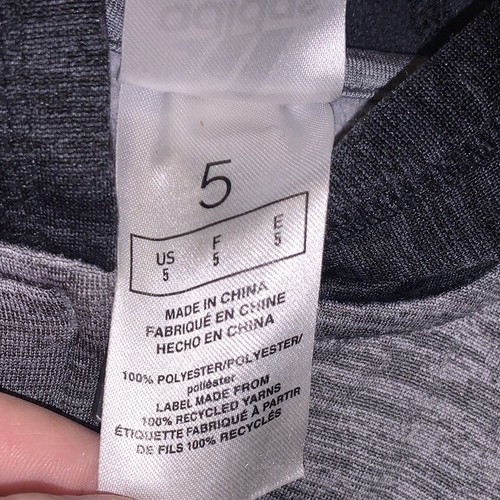 adidas
5
US F E
5 5 5
MADE IN CHINA
FABRIQUÉ EN CHINE
HECHO EN CHINA
100% POLYESTER/POLYESTER/
poliéster
LABEL MADE FROM
100% RECYCLED YARNS
ÉTIQUETTE FABRIQUÉ À PARTIR
DE FILS 100% RECYCLÉS